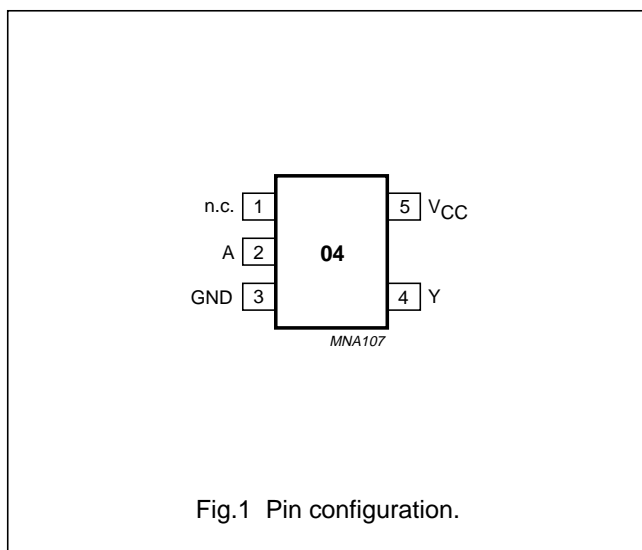 n.c. 1 5 VCC
A 2 04
GND 3 4 Y
MNA107
Fig.1 Pin configuration.